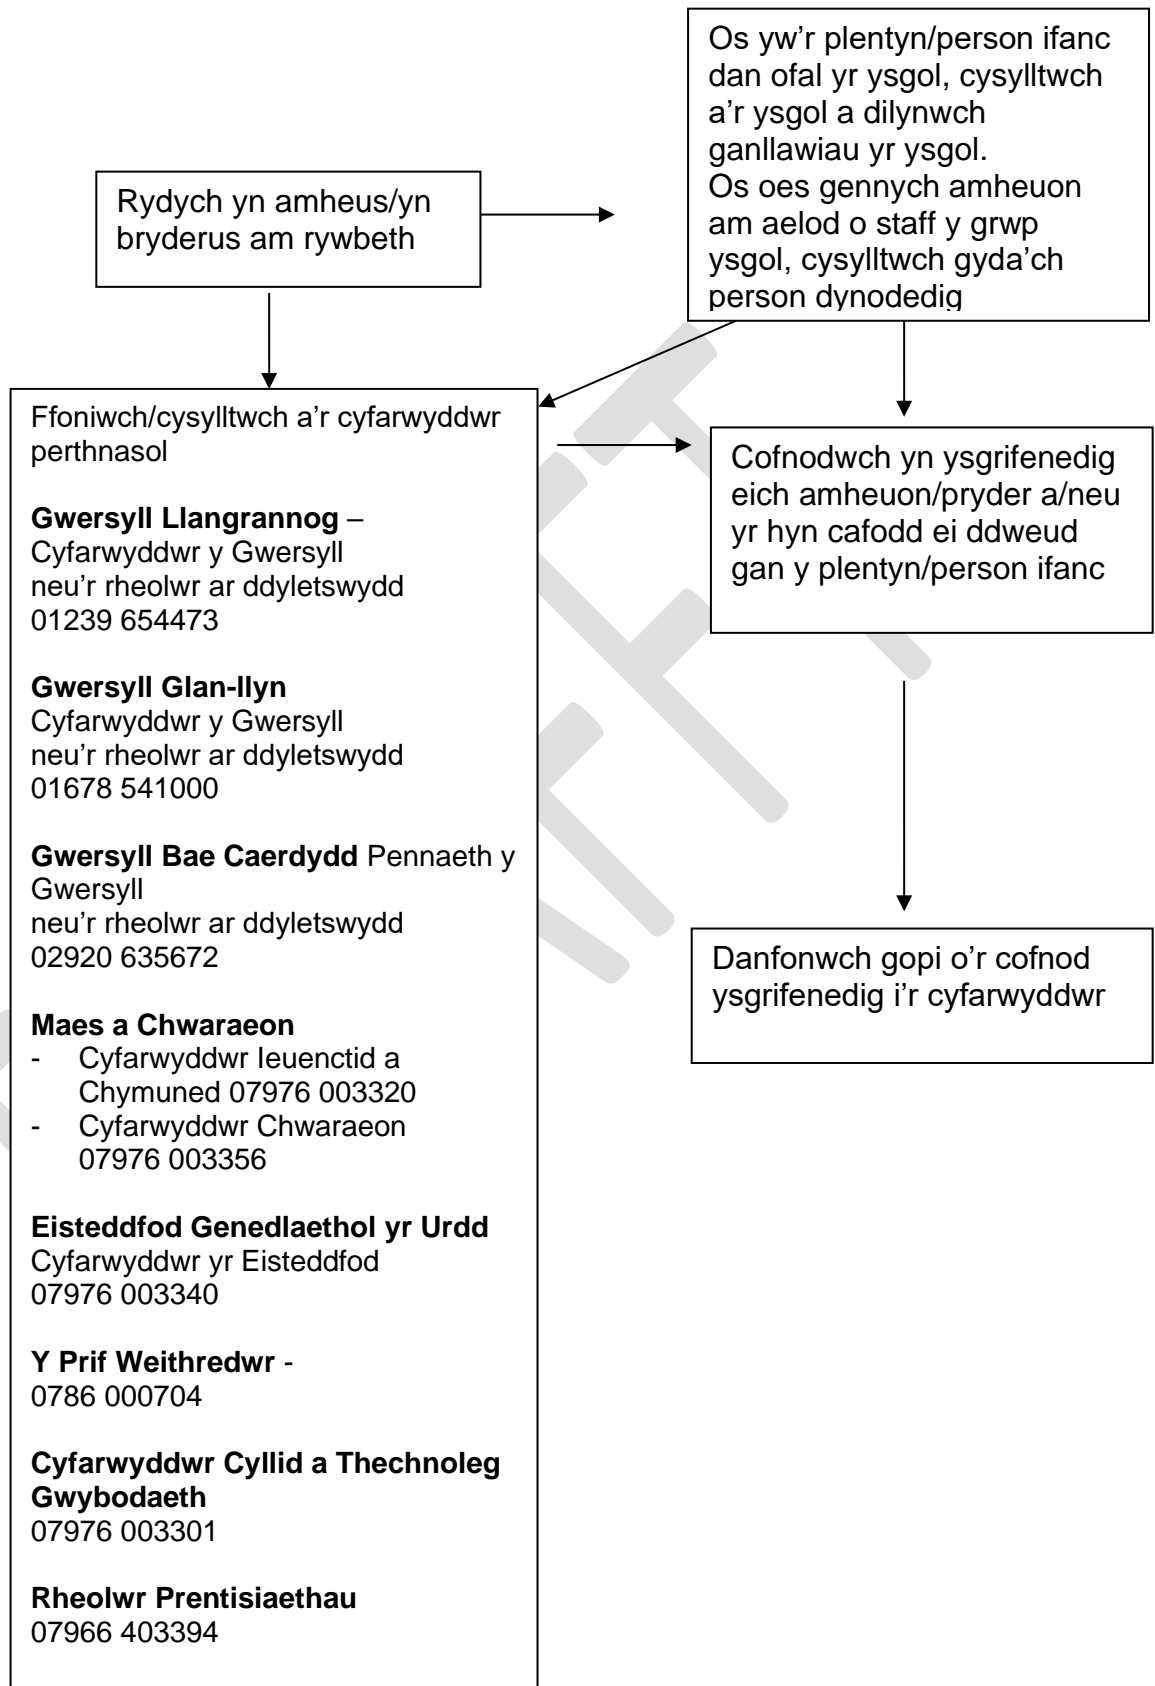 Os yw'r plentyn/person ifanc
dan ofal yr ysgol, cysylltwch
a'r ysgol a dilynwch
ganllawiau yr ysgol.
Os oes gennych amheuon
am aelod o staff y grwp
ysgol, cysylltwch gyda'ch
person dynodedig
Rydych yn amheus/yn
bryderus am rywbeth
Ffoniwch/cysylltwch a'r cyfarwyddwr
perthnasol
Gwersyll Llangrannog –
Cyfarwyddwr y Gwersyll
neu'r rheolwr ar ddyletswydd
01239 654473
Gwersyll Glan-llyn
Cyfarwyddwr y Gwersyll
neu'r rheolwr ar ddyletswydd
01678 541000
Gwersyll Bae Caerdydd Pennaeth y
Gwersyll
neu'r rheolwr ar ddyletswydd
02920 635672
Maes a Chwaraeon
- Cyfarwyddwr Ieuenctid a
Chymuned 07976 003320
- Cyfarwyddwr Chwaraeon
07976 003356
Eisteddfod Genedlaethol yr Urdd
Cyfarwyddwr yr Eisteddfod
07976 003340
Y Prif Weithredwr -
0786 000704
Cyfarwyddwr Cyllid a Thechnoleg
Gwybodaeth
07976 003301
Rheolwr Prentisiaethau
07966 403394
Cofnodwch yn ysgrifenedig
eich amheuon/pryder a/neu
yr hyn cafodd ei ddweud
gan y plentyn/person ifanc
Danfonwch gopi o'r cofnod
ysgrifenedig i'r cyfarwyddwr